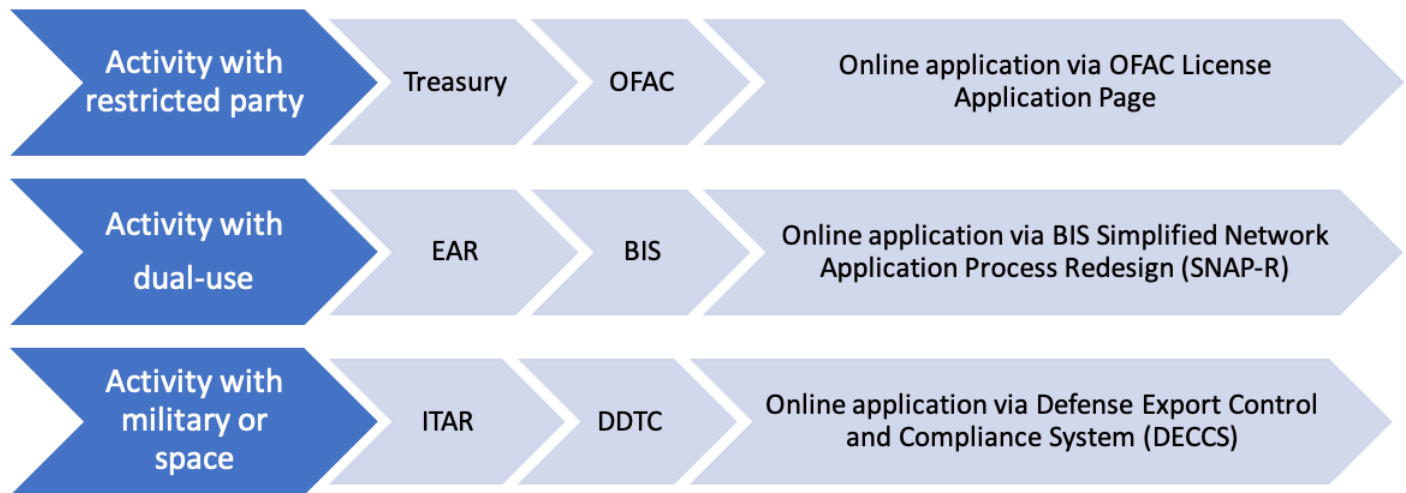 Activity with
restricted party
Treasury
OFAC
Online application via OFAC License
Application Page
Activity with
dual-use
EAR
BIS
Online application via BIS Simplified Network
Application Process Redesign (SNAP-R)
Activity with
military or
space
ITAR
DDTC
Online application via Defense Export Control
and Compliance System (DECCS)